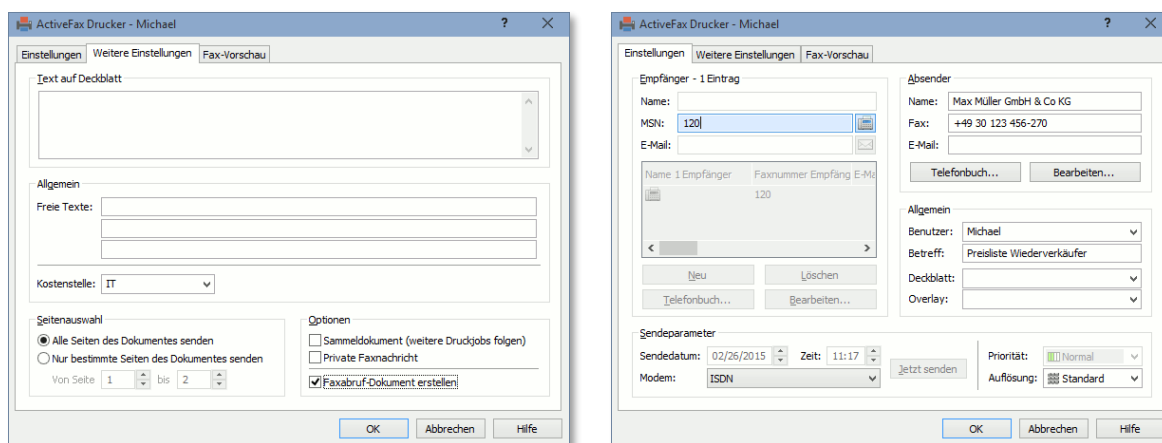 ActiveFax Drucker - Michael ?
Einstellungen Weitere Einstellungen Fax-Vorschau
Text auf Deckblatt
Allgemein
Freie Texte:
Kostenstelle: IT
Seitenauswahl
Alle Seiten des Dokumentes senden
Nur bestimmte Seiten des Dokumentes senden
Von Seite 1 bis 2
Optionen
Sammeldokument (weitere Druckjobs folgen)
Private Faxnachricht
Faxabruf-Dokument erstellen
OK Abbrechen Hilfe
ActiveFax Drucker - Michael ?
Einstellungen Weitere Einstellungen Fax-Vorschau
Empfänger - 1 Eintrag
Name:
MSN: 120
E-Mail:
Name 1 Empfänger Faxnummer Empfäng E-Ma
120
Neu Löschen
Telefonbuch... Bearbeiten...
Absender
Name: Max Müller GmbH & Co KG
Fax: +49 30 123 456-270
E-Mail:
Telefonbuch... Bearbeiten...
Allgemein
Benutzer: Michael
Betreff: Preisliste Wiederverkäufer
Deckblatt:
Overlay:
Sendeparameter
Sendedatum: 02/26/2015 Zeit: 11:17
Modem: ISDN
Jetzt senden
Priorität: Normal
Auflösung: Standard
OK Abbrechen Hilfe